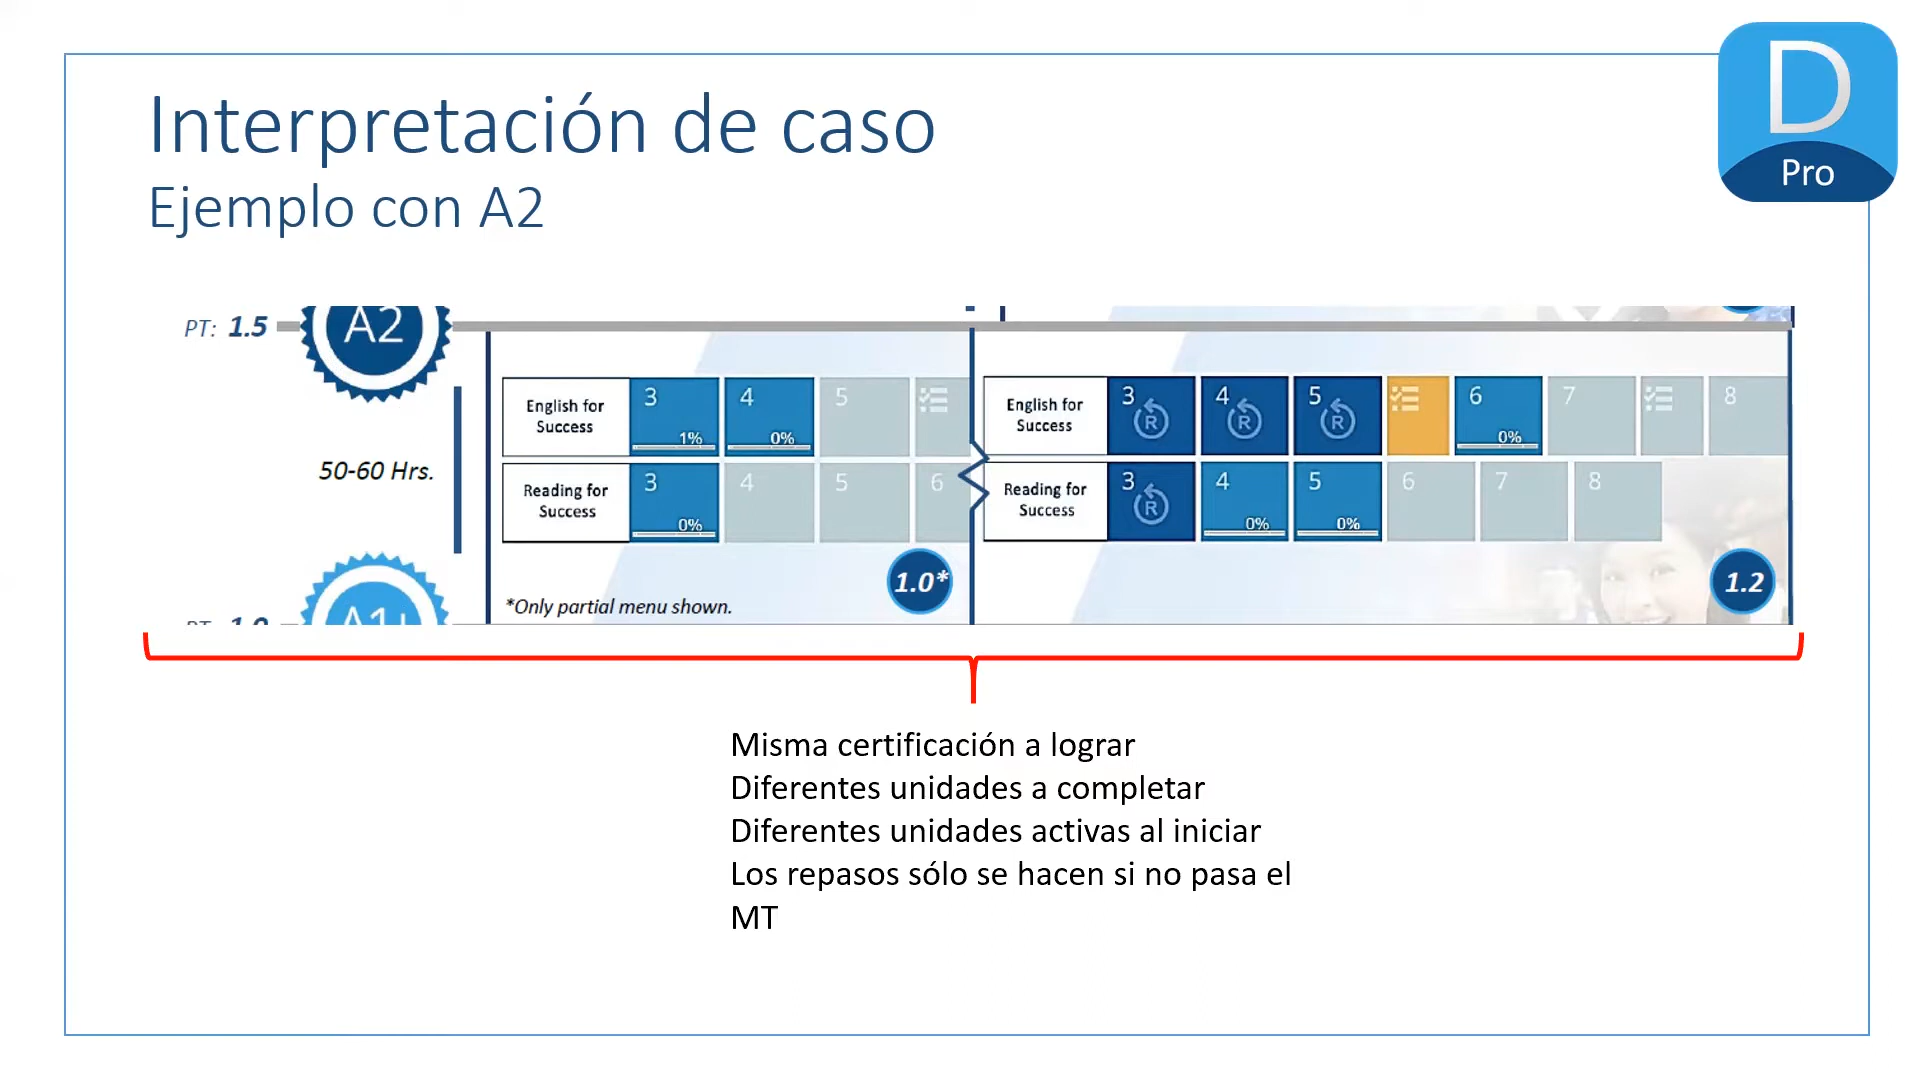 D
Pro
Interpretación de caso
Ejemplo con A2
PT: 1.5
A2
50-60 Hrs.
English for
Success
3
1%
4
0%
5
Reading for
Success
3
0%
4
5
6
*Only partial menu shown.
1.0*
English for
Success
3
R
4
R
5
R
6
0%
7
8
Reading for
Success
3
R
4
0%
5
0%
6
7
8
1.2
Misma certificación a lograr
Diferentes unidades a completar
Diferentes unidades activas al iniciar
Los repasos sólo se hacen si no pasa el
MT